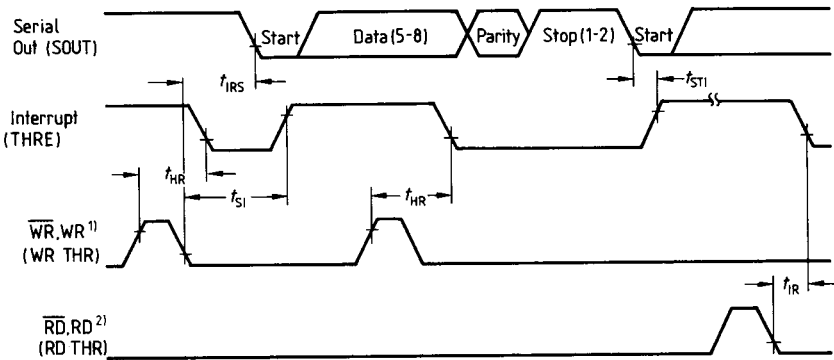 Serial
Out (SOUT)
Start
Data (5-8)
Parity
Stop (1-2)
Start
tIRS
tSTI
Interrupt
(THRE)
tHR
tSI
tHR
WR, WR 1)
(WR THR)
tIR
RD, RD 2)
(RD THR)